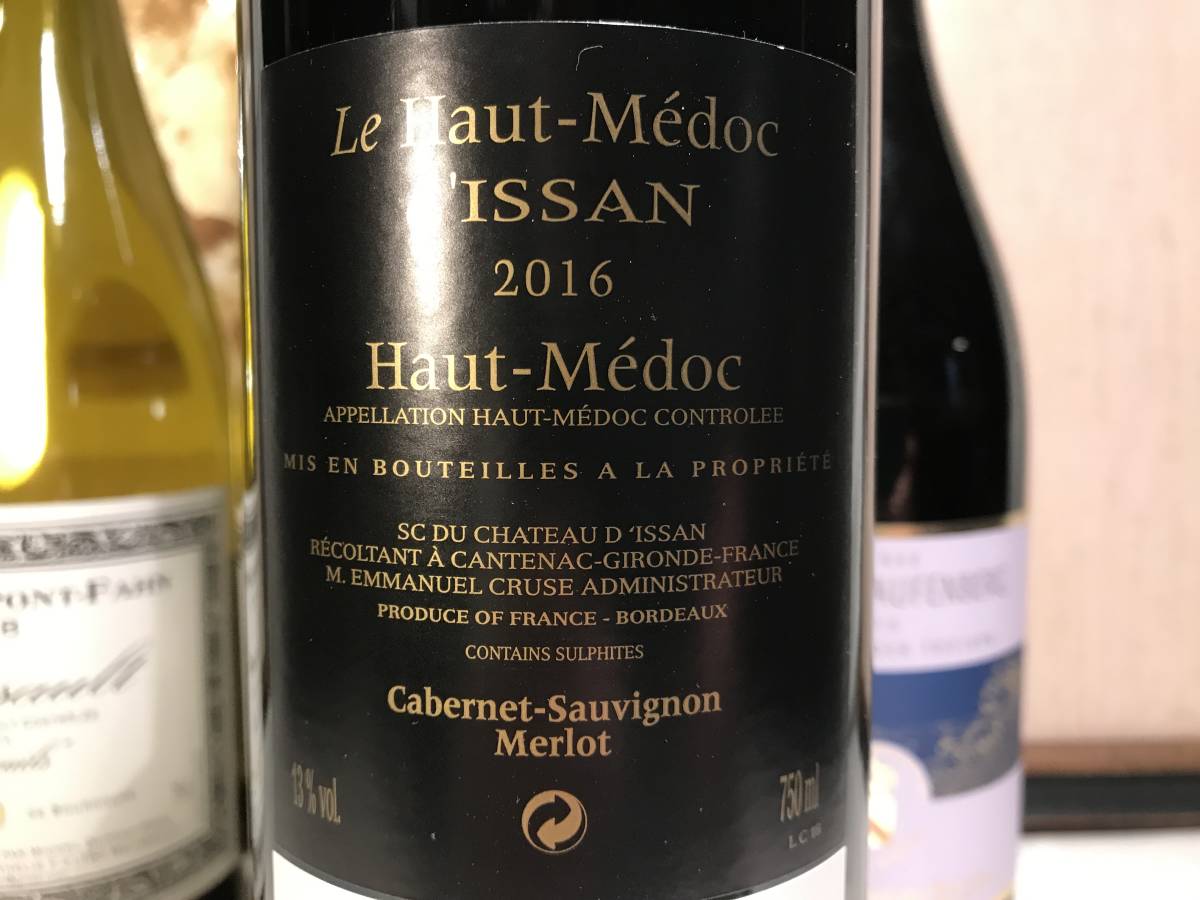 Le Haut-Médoc
'ISSAN
2016
Haut-Médoc
APPELLATION HAUT-MÉDOC CONTROLEE
MIS EN BOUTEILLES A LA PROPRIÉTÉ
SC DU CHATEAU D 'ISSAN
RÉCOLTANT À CANTENAC-GIRONDE-FRANCE
M. EMMANUEL CRUSE ADMINISTRATEUR
PRODUCE OF FRANCE - BORDEAUX
CONTAINS SULPHITES
Cabernet-Sauvignon
Merlot
13 % vol.
750 ml